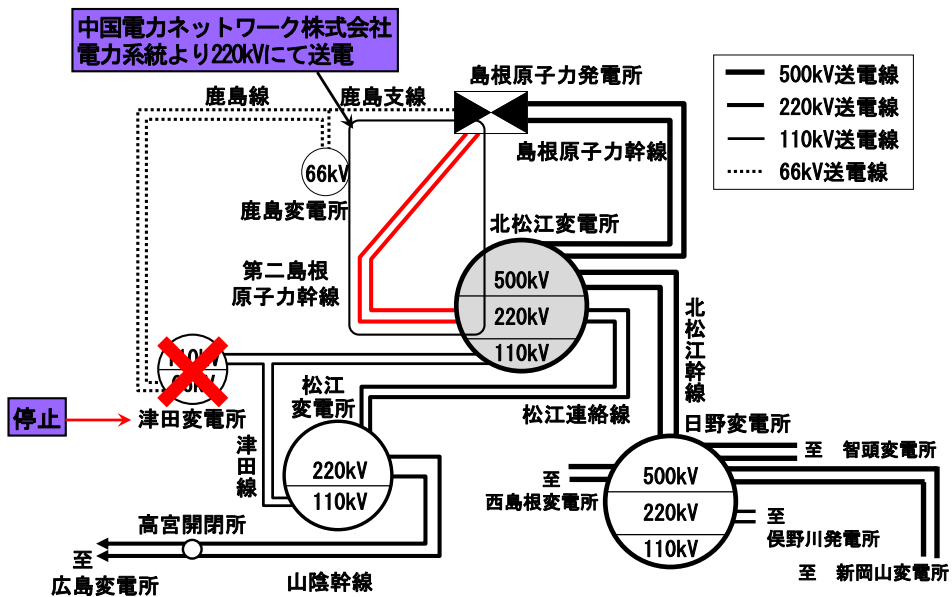 中国電力ネットワーク株式会社
電力系統より220kVにて送電
島根原子力発電所
500kV送電線
220kV送電線
110kV送電線
66kV送電線
鹿島線
鹿島支線
島根原子力幹線
66kV
鹿島変電所
北松江変電所
第二島根
原子力幹線
500kV
220kV
110kV
北松江幹線
松江
変電所
松江連絡線
停止
津田変電所
津田線
日野変電所
至 智頭変電所
220kV
110kV
至
西島根変電所
500kV
220kV
110kV
至
俣野川発電所
高宮開閉所
至
広島変電所
山陰幹線
至 新岡山変電所